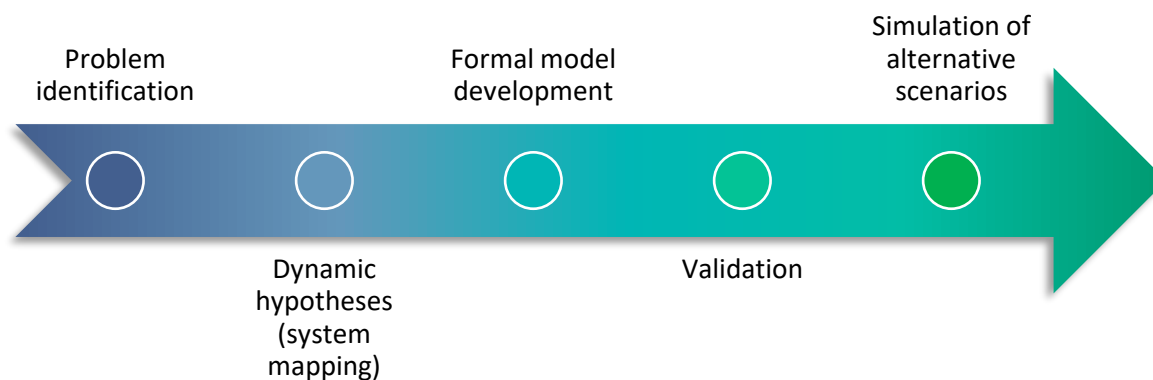 Problem
identification
Dynamic
hypotheses
(system
mapping)
Formal model
development
Validation
Simulation of
alternative
scenarios